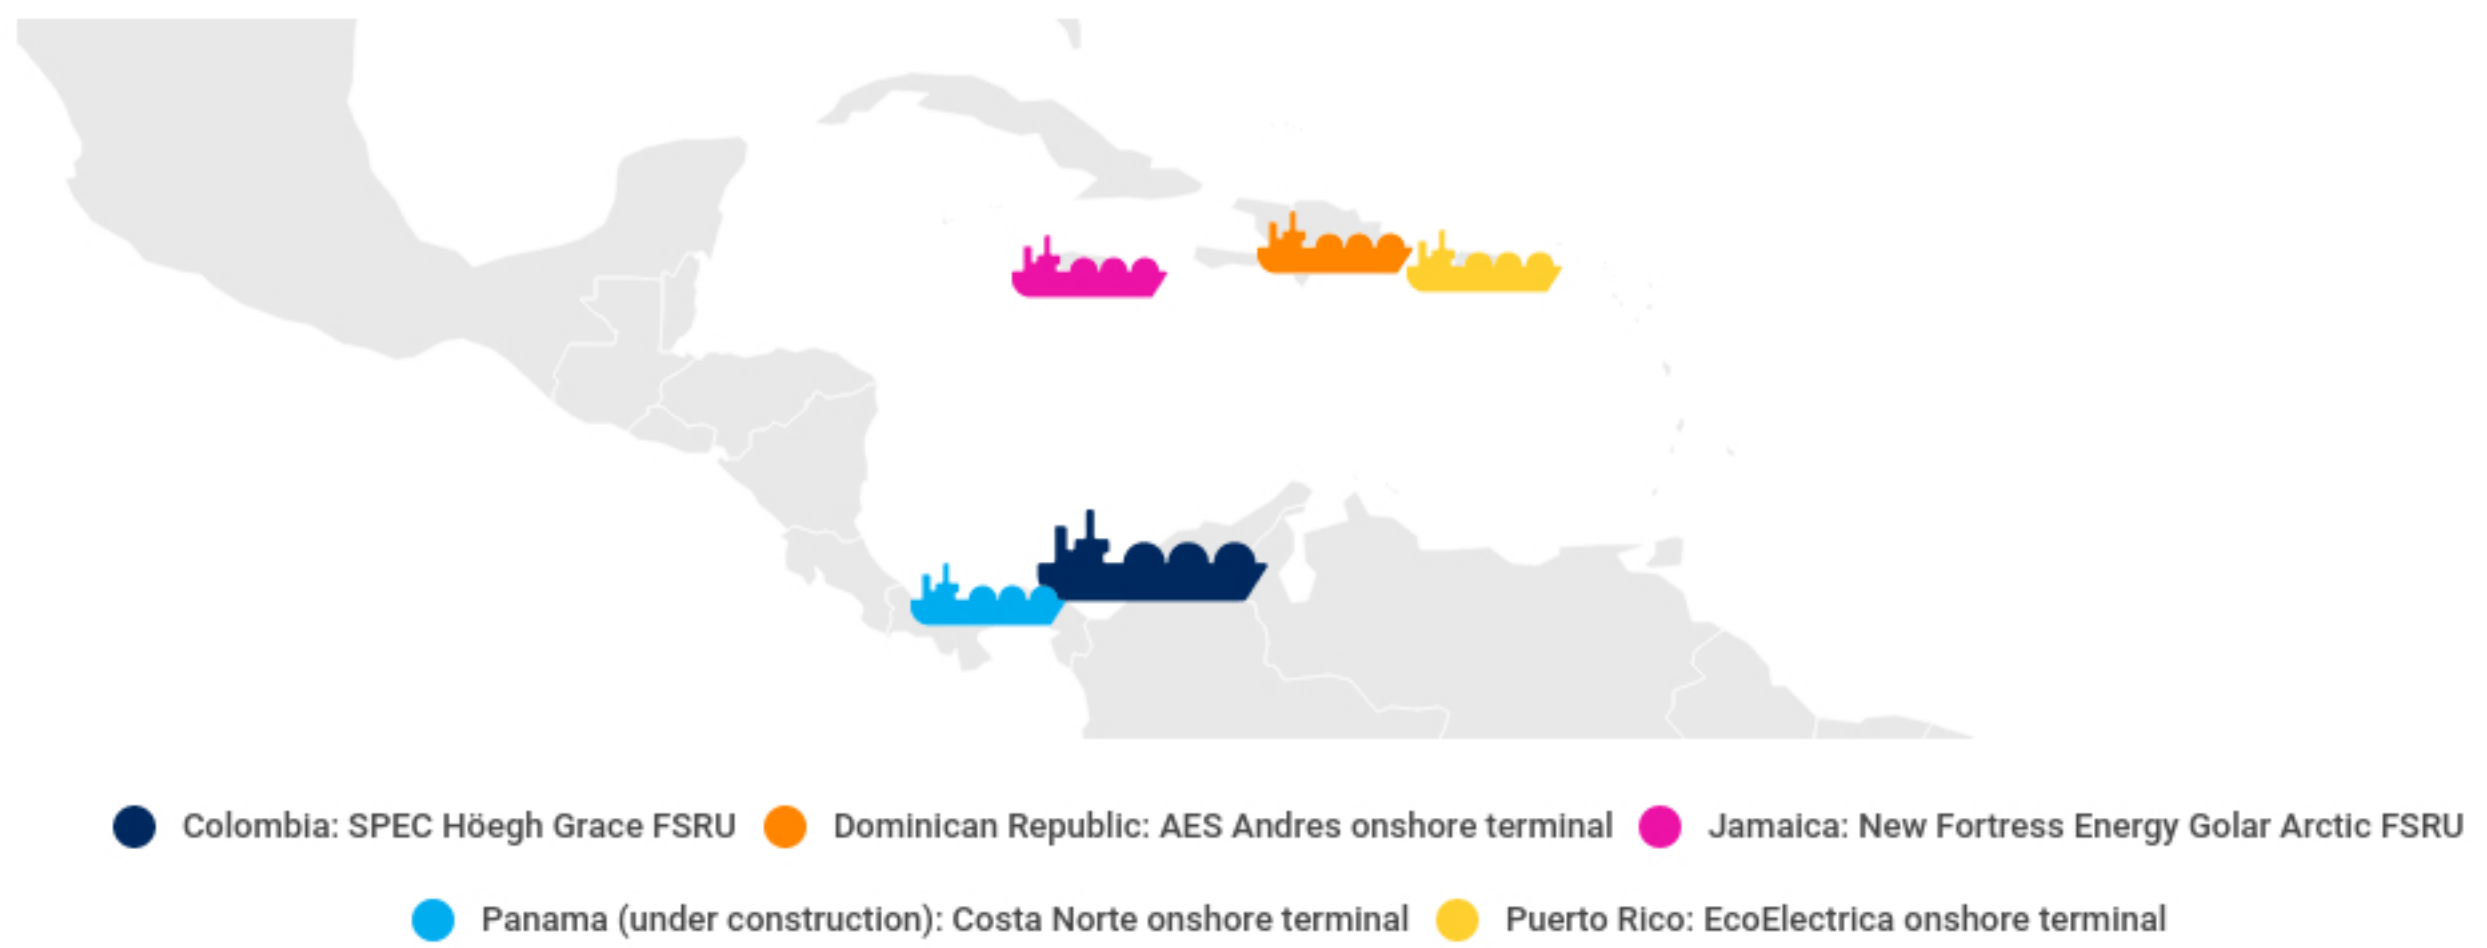 Colombia: SPEC Höegh Grace FSRU Dominican Republic: AES Andres onshore terminal Jamaica: New Fortress Energy Golar Arctic FSRU
Panama (under construction): Costa Norte onshore terminal Puerto Rico: EcoElectrica onshore terminal